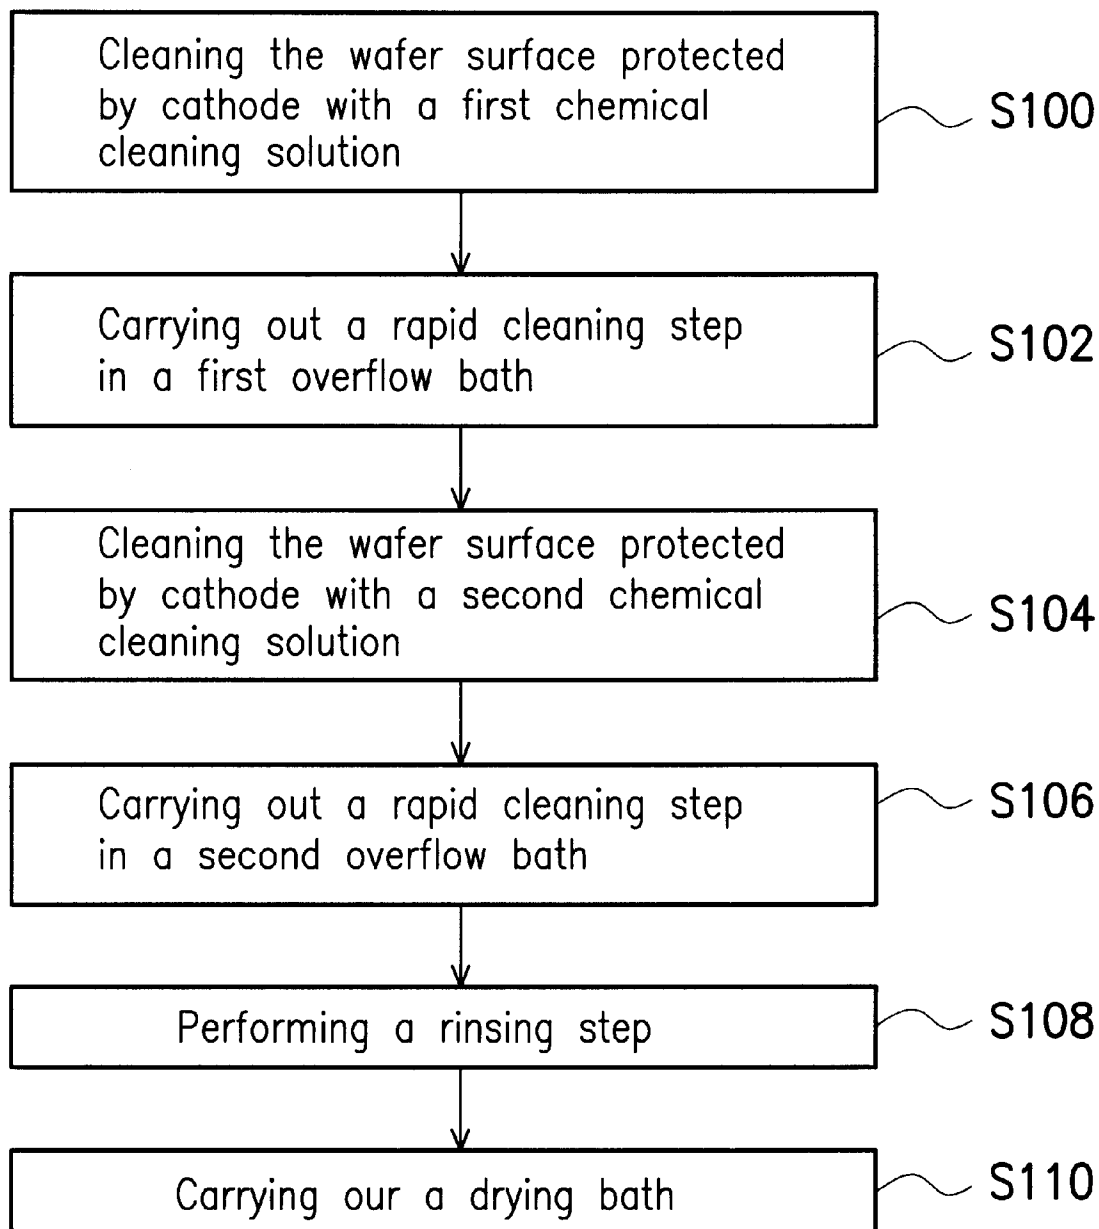 Cleaning the wafer surface protected
by cathode with a first chemical
cleaning solution
S100
Carrying out a rapid cleaning step
in a first overflow bath
S102
Cleaning the wafer surface protected
by cathode with a second chemical
cleaning solution
S104
Carrying out a rapid cleaning step
in a second overflow bath
S106
Performing a rinsing step
S108
Carrying our a drying bath
S110